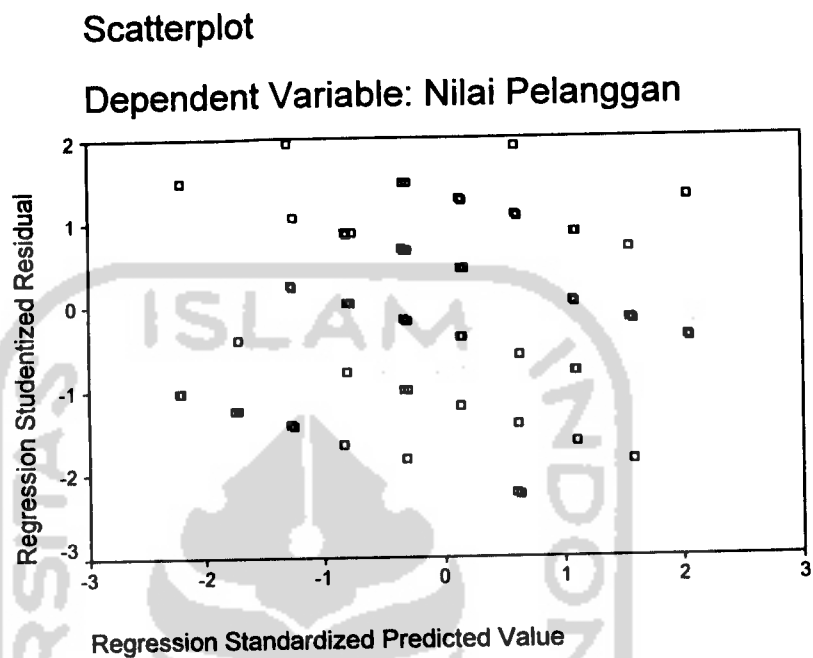 Scatterplot
Dependent Variable: Nilai Pelanggan
Regression Studentized Residual
2
1
0
-1
-2
-3
-3
-2
-1
0
1
2
3
Regression Standardized Predicted Value
ISLAM